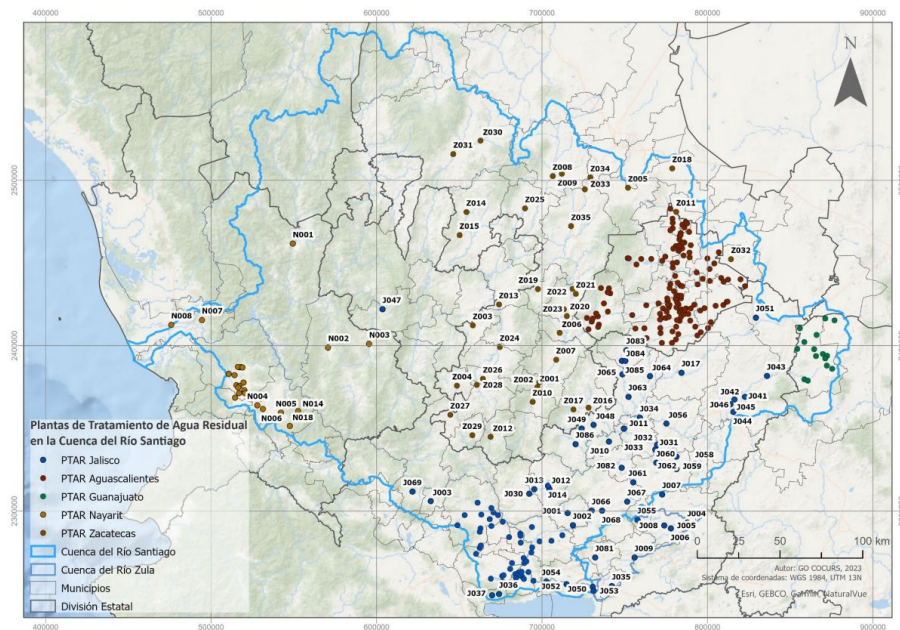 400000 500000 600000 700000 800000 900000
N
Z030
Z031
Z018
Z008 Z034
2500000
Z005
Z009 Z033
Z014 Z025
Z011
Z015 Z035
N001
Z032
Z019
Z022 Z021
J047 Z013
Z023 Z020
J051
N008 N007
Z003
Z006
N002 N003
Z024
J083
2400000
Z007 J084
J065 J085 J064 J017
J043
Z026
Z004 Z002 Z001
Z028
J063
Z010
J042
J041
N004 N005 N014
Z027
Z017 Z016
J046 J045
N006 N018
J049 J048 J034
J056
J044
Z029 Z012
J011
J086
J010 J033 J032 J031
J060 J058
J082
J062 J059
J061
J069 J003
J013
J030 J014
J007
J067
J001 J066
J055 J004
J002 J068
J008 J005
J006
J081 J009
J054
J035
J037 J036 J052 J050 J053
Plantas de Tratamiento de Agua Residual
en la Cuenca del Río Santiago
PTAR Jalisco
PTAR Aguascalientes
PTAR Guanajuato
PTAR Nayarit
PTAR Zacatecas
Cuenca del Río Santiago
Cuenca del Río Zula
Municipios
División Estatal
0 50 100 km
Autor: GO COCURS, 2023
Sistema de coordenadas: WGS 1984, UTM 13N
Esri, GEBCO, Garmin, NaturalVue
400000 500000 600000 700000 800000 900000